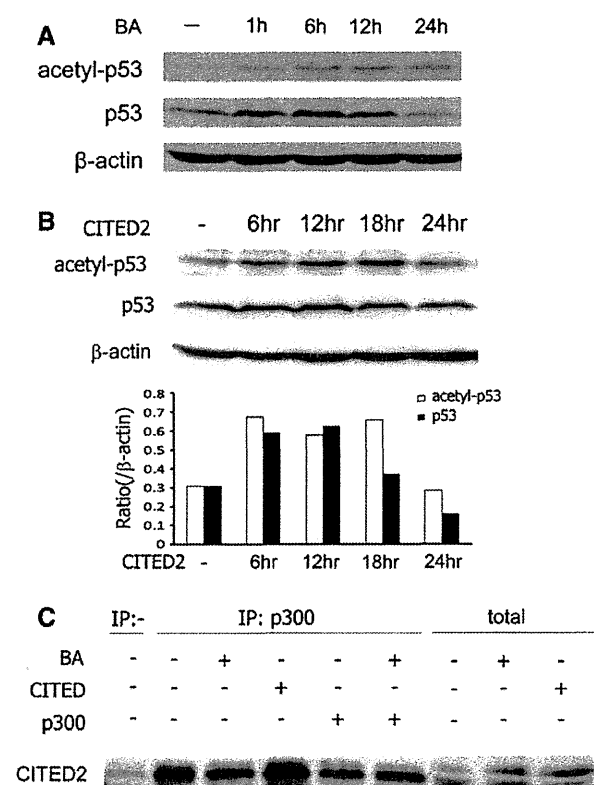 A
BA – 1h 6h 12h 24h
acetyl-p53
p53
β-actin
B
CITED2 - 6hr 12hr 18hr 24hr
acetyl-p53
p53
β-actin
0.8
0.7
0.6
0.5
0.4
0.3
0.2
0.1
0
Ratio(/β-actin)
acetyl-p53
p53
CITED2 - 6hr 12hr 18hr 24hr
C
IP:- IP: p300 total
BA - - + - - + - + -
CITED - - - + - - - - +
p300 - - - - + + - - -
CITED2